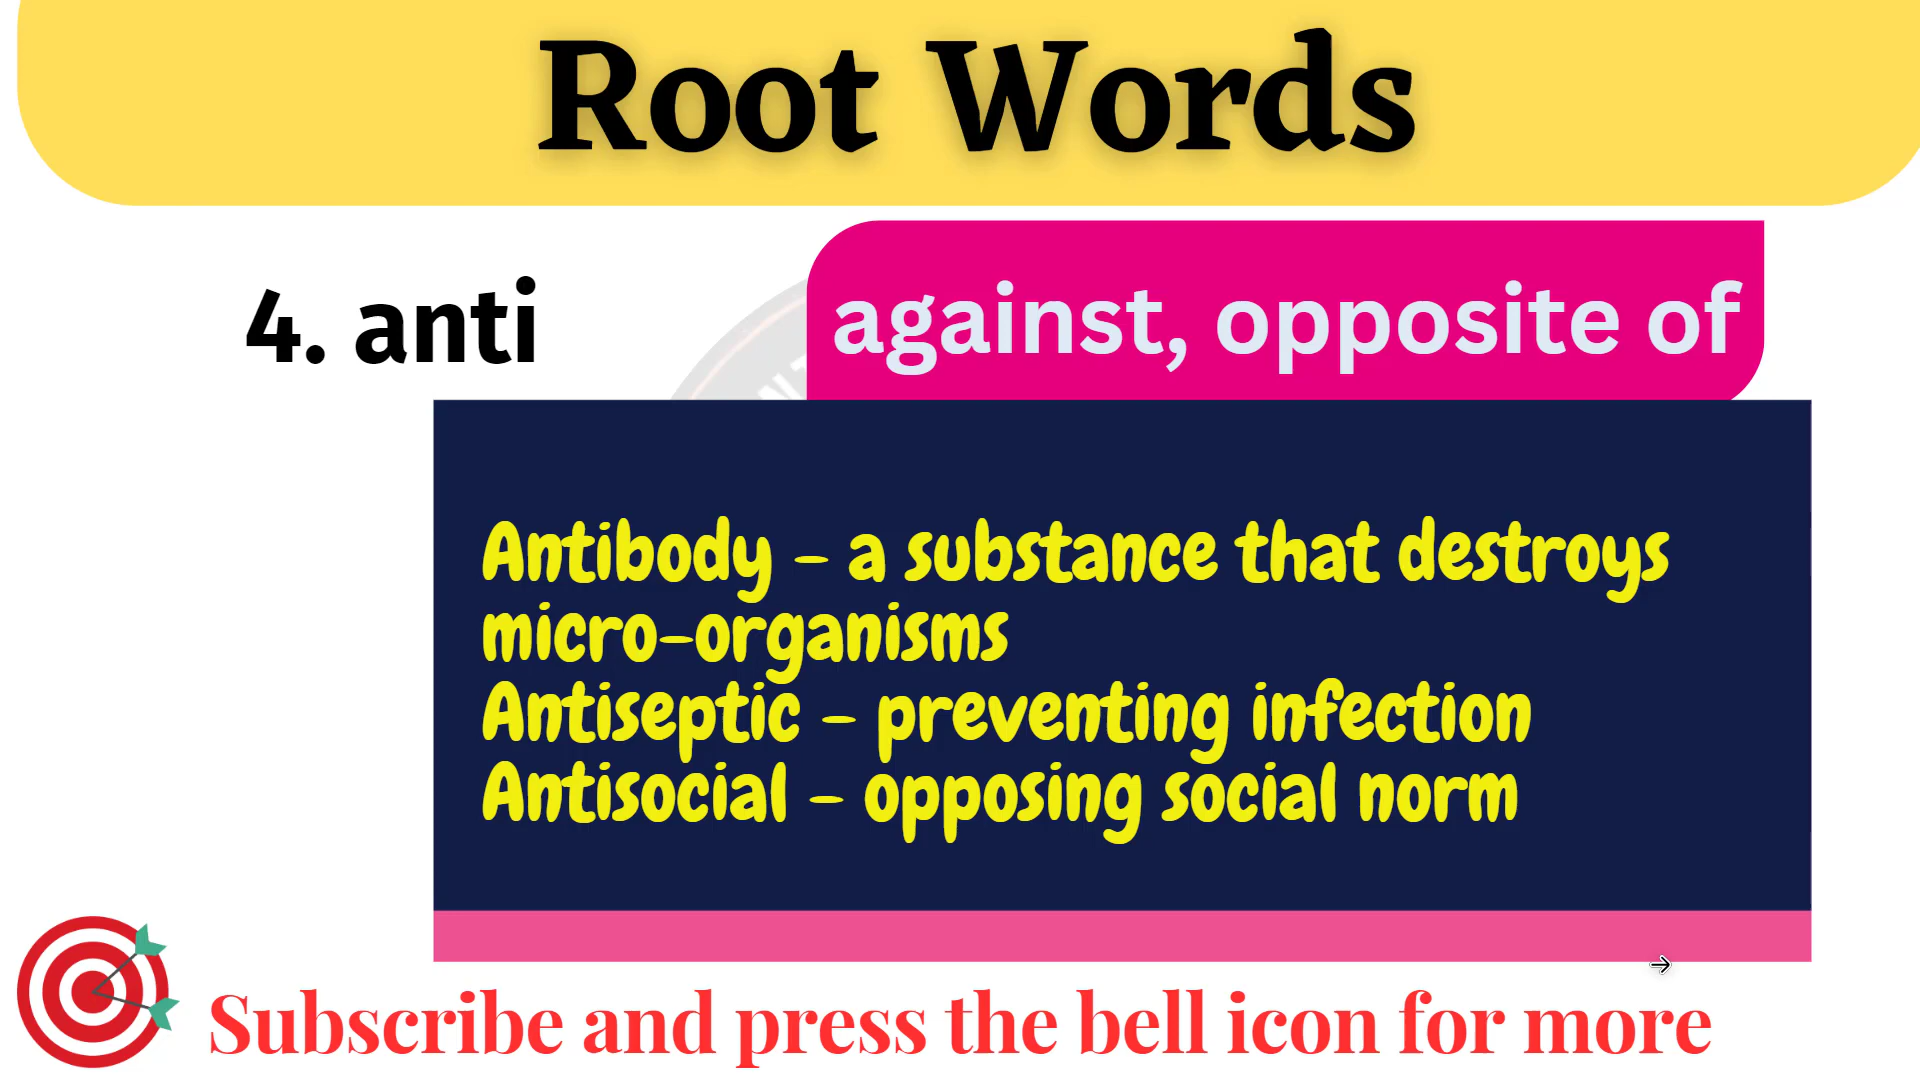 Root Words
4. anti
against, opposite of
Antibody - a substance that destroys
micro-organisms
Antiseptic - preventing infection
Antisocial - opposing social norm
Subscribe and press the bell icon for more